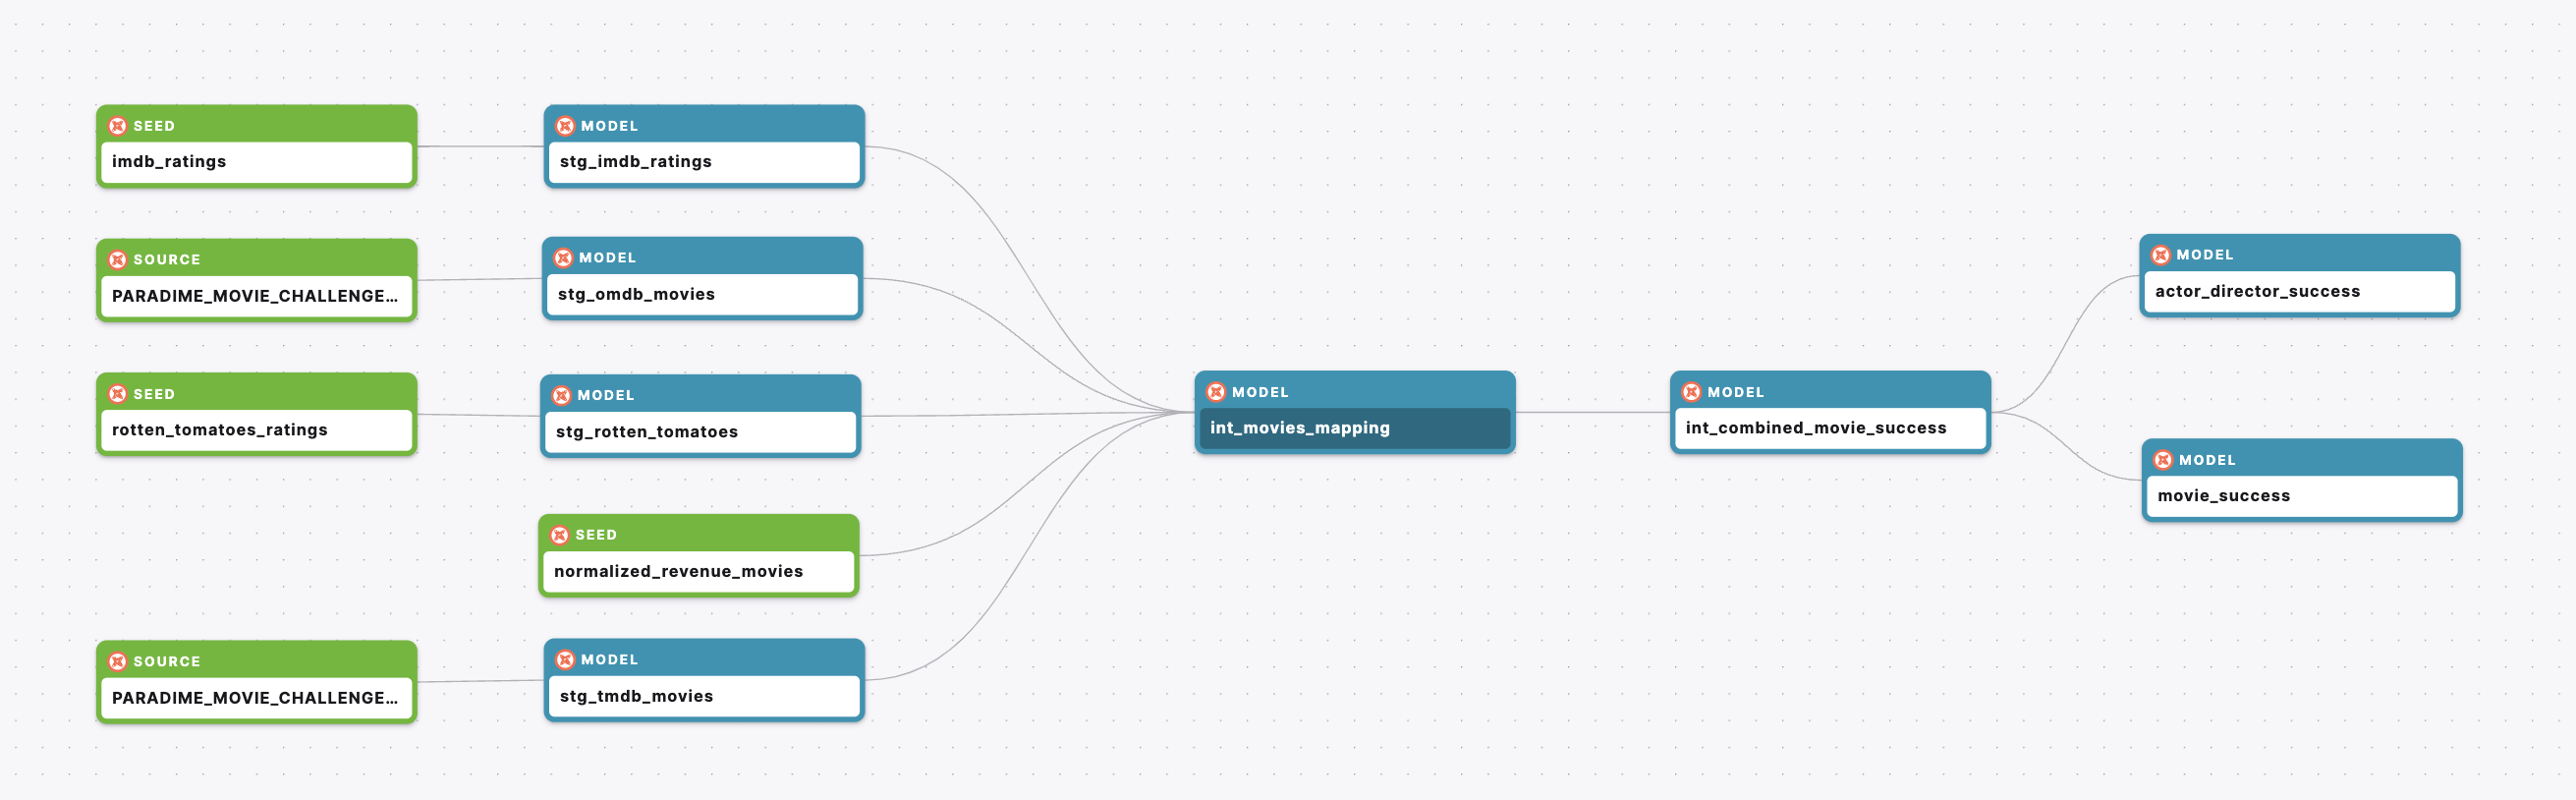 SEED
imdb_ratings
MODEL
stg_imdb_ratings
SOURCE
PARADIME_MOVIE_CHALLENGE...
MODEL
stg_omdb_movies
SEED
rotten_tomatoes_ratings
MODEL
stg_rotten_tomatoes
SEED
normalized_revenue_movies
SOURCE
PARADIME_MOVIE_CHALLENGE...
MODEL
stg_tmdb_movies
MODEL
int_movies_mapping
MODEL
int_combined_movie_success
MODEL
actor_director_success
MODEL
movie_success